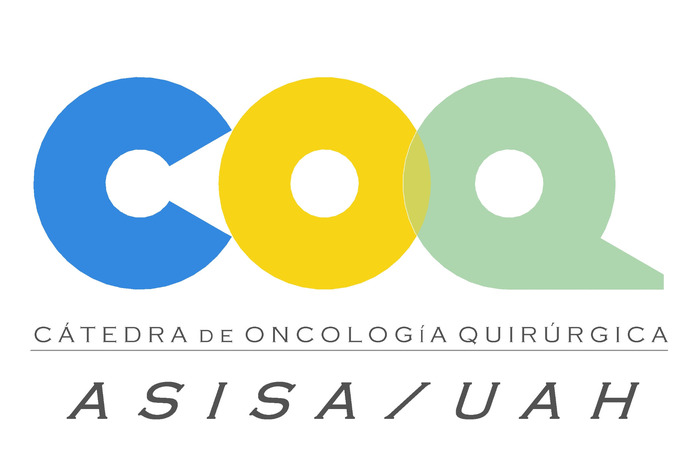 COQ
CÁTEDRA DE ONCOLOGÍA QUIRÚRGICA
ASISA/UAH